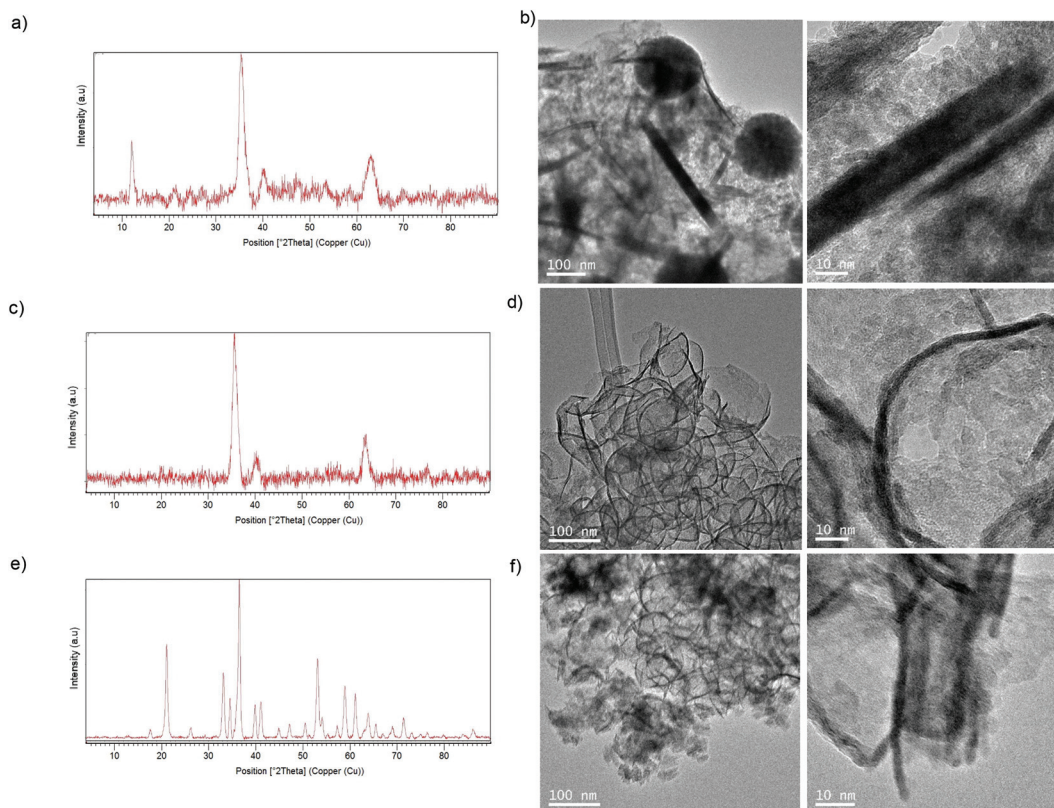 a)
Intensity (a.u)
10 20 30 40 50 60 70 80
Position [°2Theta] (Copper (Cu))
b)
100 nm
10 nm
c)
Intensity (a.u)
10 20 30 40 50 60 70 80
Position [°2Theta] (Copper (Cu))
d)
100 nm
10 nm
e)
Intensity (a.u)
10 20 30 40 50 60 70 80
Position [°2Theta] (Copper (Cu))
f)
100 nm
10 nm